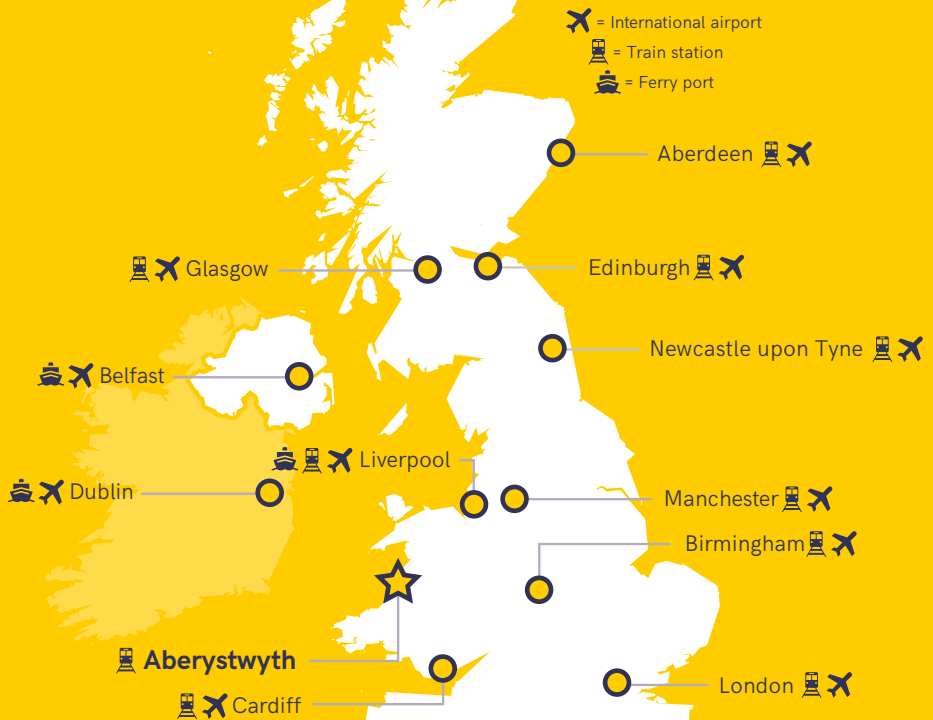 = International airport
= Train station
= Ferry port
Aberdeen
Glasgow
Edinburgh
Newcastle upon Tyne
Belfast
Liverpool
Dublin
Manchester
Birmingham
Aberystwyth
London
Cardiff